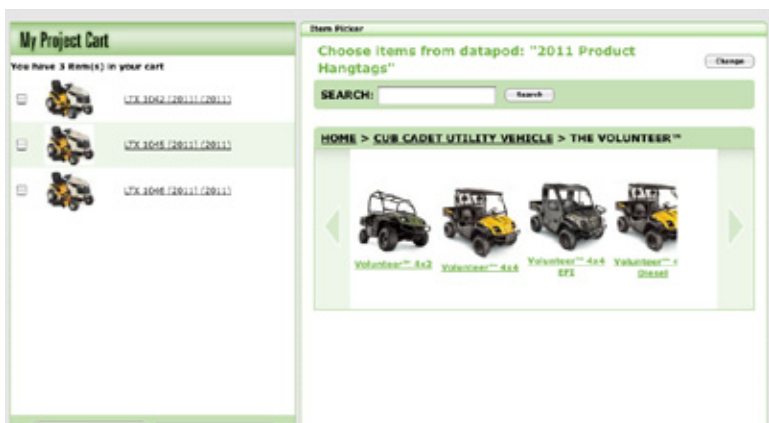 My Project Cart
You have 3 item(s) in your cart
LTX 1042 [2011] (2011)
LTX 1045 [2011] (2011)
LTX 1046 [2011] (2011)
Item Picker
Choose items from datapod: "2011 Product
Hangtags"
Change
SEARCH:
Search
HOME > CUB CADET UTILITY VEHICLE > THE VOLUNTEER™
Volunteer™ 4x2
Volunteer™ 4x4
Volunteer™ 4x4
EFI
Volunteer™ 4
Diesel